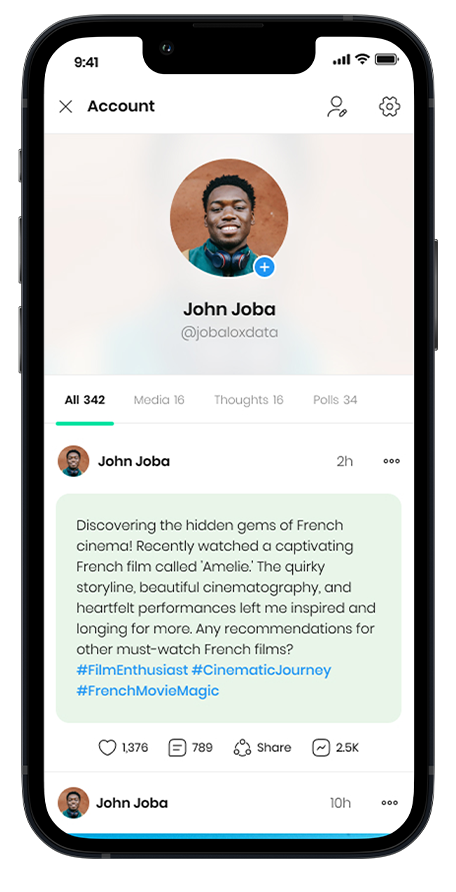 9:41
Account
John Joba
@jobaloxdata
All 342 Media 16 Thoughts 16 Polls 34
John Joba 2h
Discovering the hidden gems of French
cinema! Recently watched a captivating
French film called 'Amelie.' The quirky
storyline, beautiful cinematography, and
heartfelt performances left me inspired and
longing for more. Any recommendations for
other must-watch French films?
#FilmEnthusiast #CinematicJourney
#FrenchMovieMagic
1,376 789 Share 2.5K
John Joba 10h